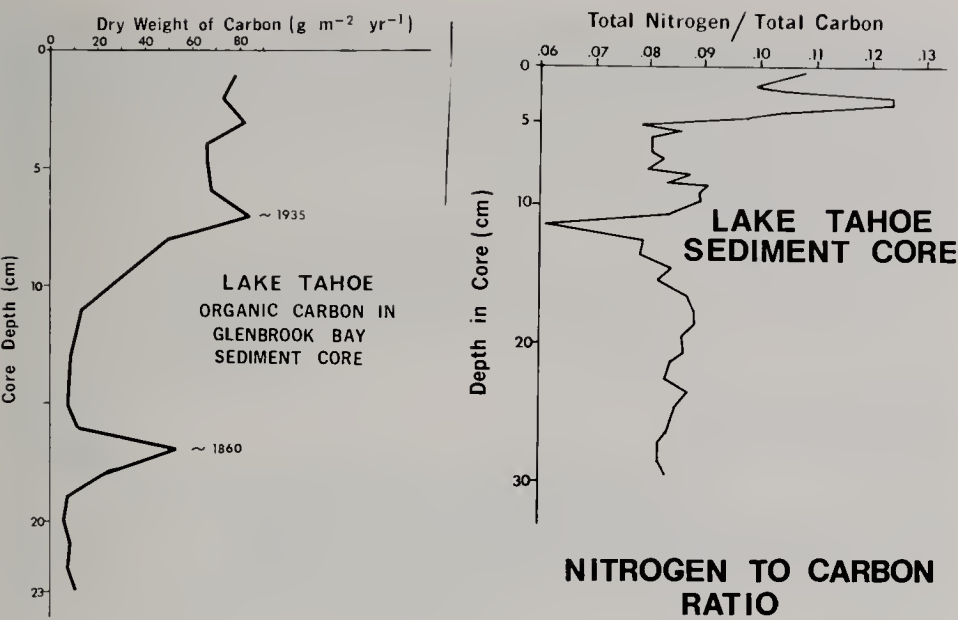 Dry Weight of Carbon (g m⁻² yr⁻¹)
0 20 40 60 80
0
5
10
20
23
Core Depth (cm)
~ 1935
LAKE TAHOE
ORGANIC CARBON IN
GLENBROOK BAY
SEDIMENT CORE
~ 1860
Total Nitrogen / Total Carbon
.06 .07 .08 .09 .10 .11 .12 .13
0
5
10
20
30
Depth in Core (cm)
LAKE TAHOE
SEDIMENT CORE
NITROGEN TO CARBON
RATIO